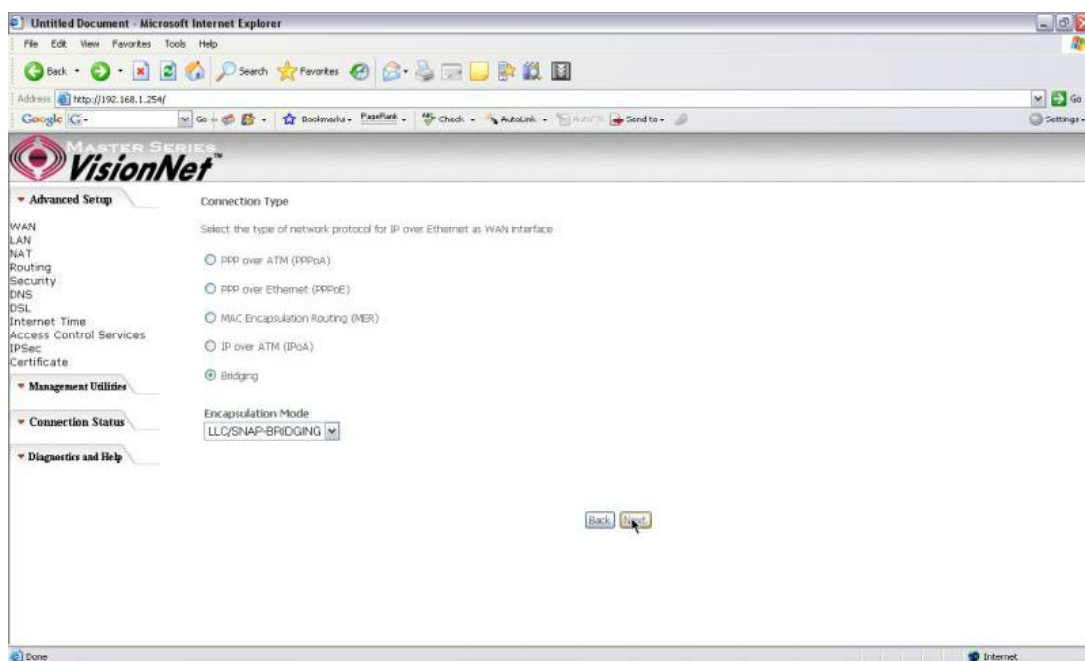 Untitled Document - Microsoft Internet Explorer
File Edit View Favorites Tools Help
Back Search Favorites
Address http://192.168.1.254/ Go
Google G Go Bookmarks PageRank Check AutoLink AutoFill Send to Settings
MASTER SERIES
VisionNet™
Advanced Setup
WAN
LAN
NAT
Routing
Security
DNS
DSL
Internet Time
Access Control Services
IPSec
Certificate
Management Utilities
Connection Status
Diagnostics and Help
Connection Type
Select the type of network protocol for IP over Ethernet as WAN interface
PPP over ATM (PPPoA)
PPP over Ethernet (PPPoE)
MAC Encapsulation Routing (MER)
IP over ATM (IPoA)
Bridging
Encapsulation Mode
LLC/SNAP-BRIDGING
Back Next
Done Internet